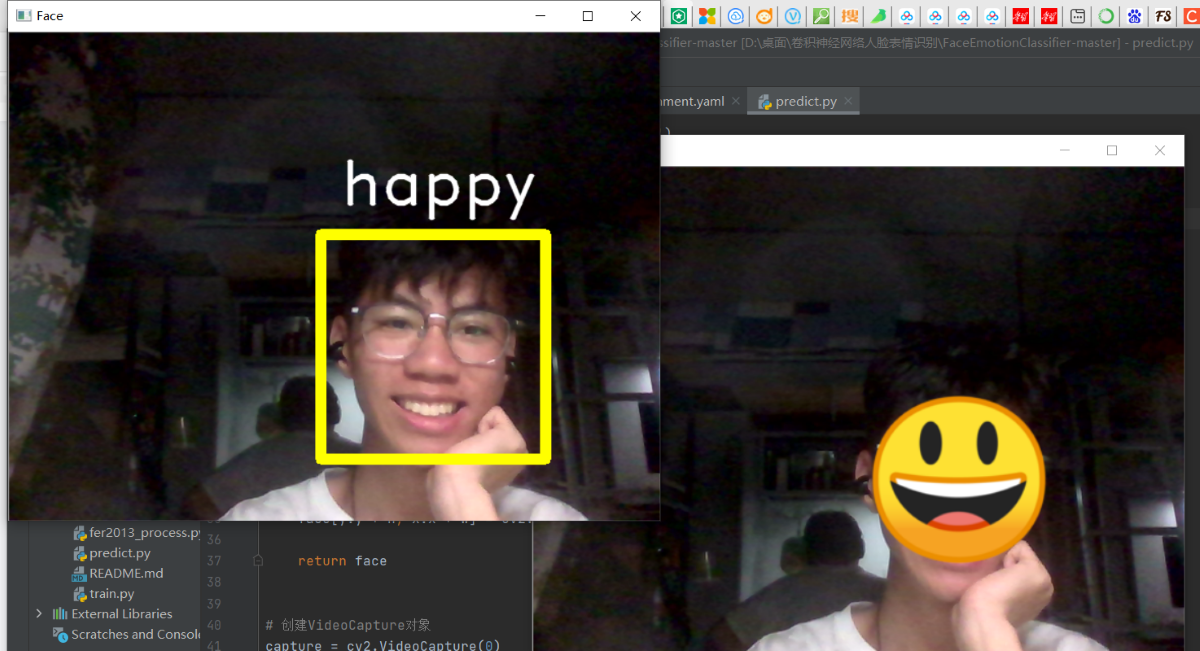 Face
搜
FS
C
ssifier-master [D:\桌面\卷积神经网络人脸表情识别\FaceEmotionClassifier-master] - predict.py
nment.yaml
predict.py
happy
fer2013_process.py
predict.py
README.md
train.py
External Libraries
Scratches and Consol
36
37
return face
38
39
40
# 创建VideoCapture对象
41
capture = cv2.VideoCapture(0)